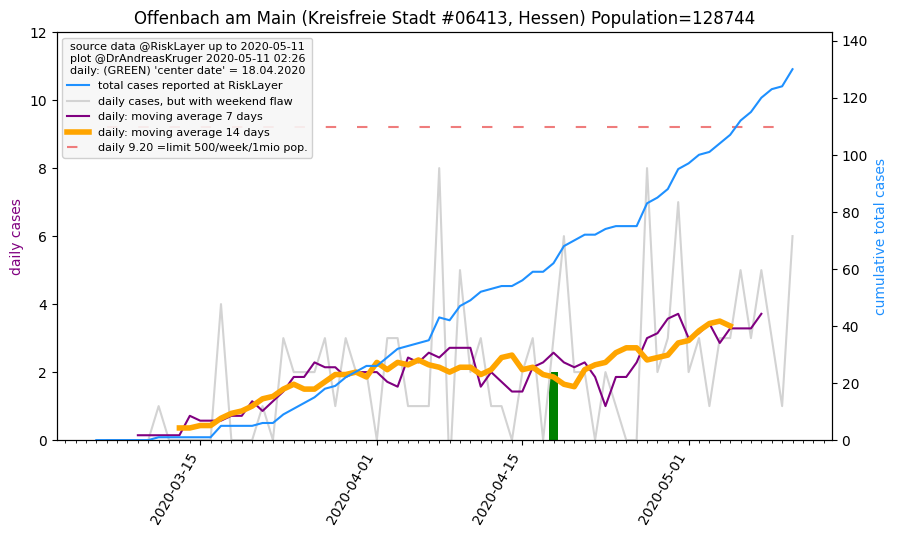 Offenbach am Main (Kreisfreie Stadt #06413, Hessen) Population=128744
source data @RiskLayer up to 2020-05-11
plot @DrAndreasKruger 2020-05-11 02:26
daily: (GREEN) 'center date' = 18.04.2020
total cases reported at RiskLayer
daily cases, but with weekend flaw
daily: moving average 7 days
daily: moving average 14 days
daily 9.20 =limit 500/week/1mio pop.
daily cases
12
10
8
6
4
2
0
cumulative total cases
140
120
100
80
60
40
20
0
2020-03-15
2020-04-01
2020-04-15
2020-05-01